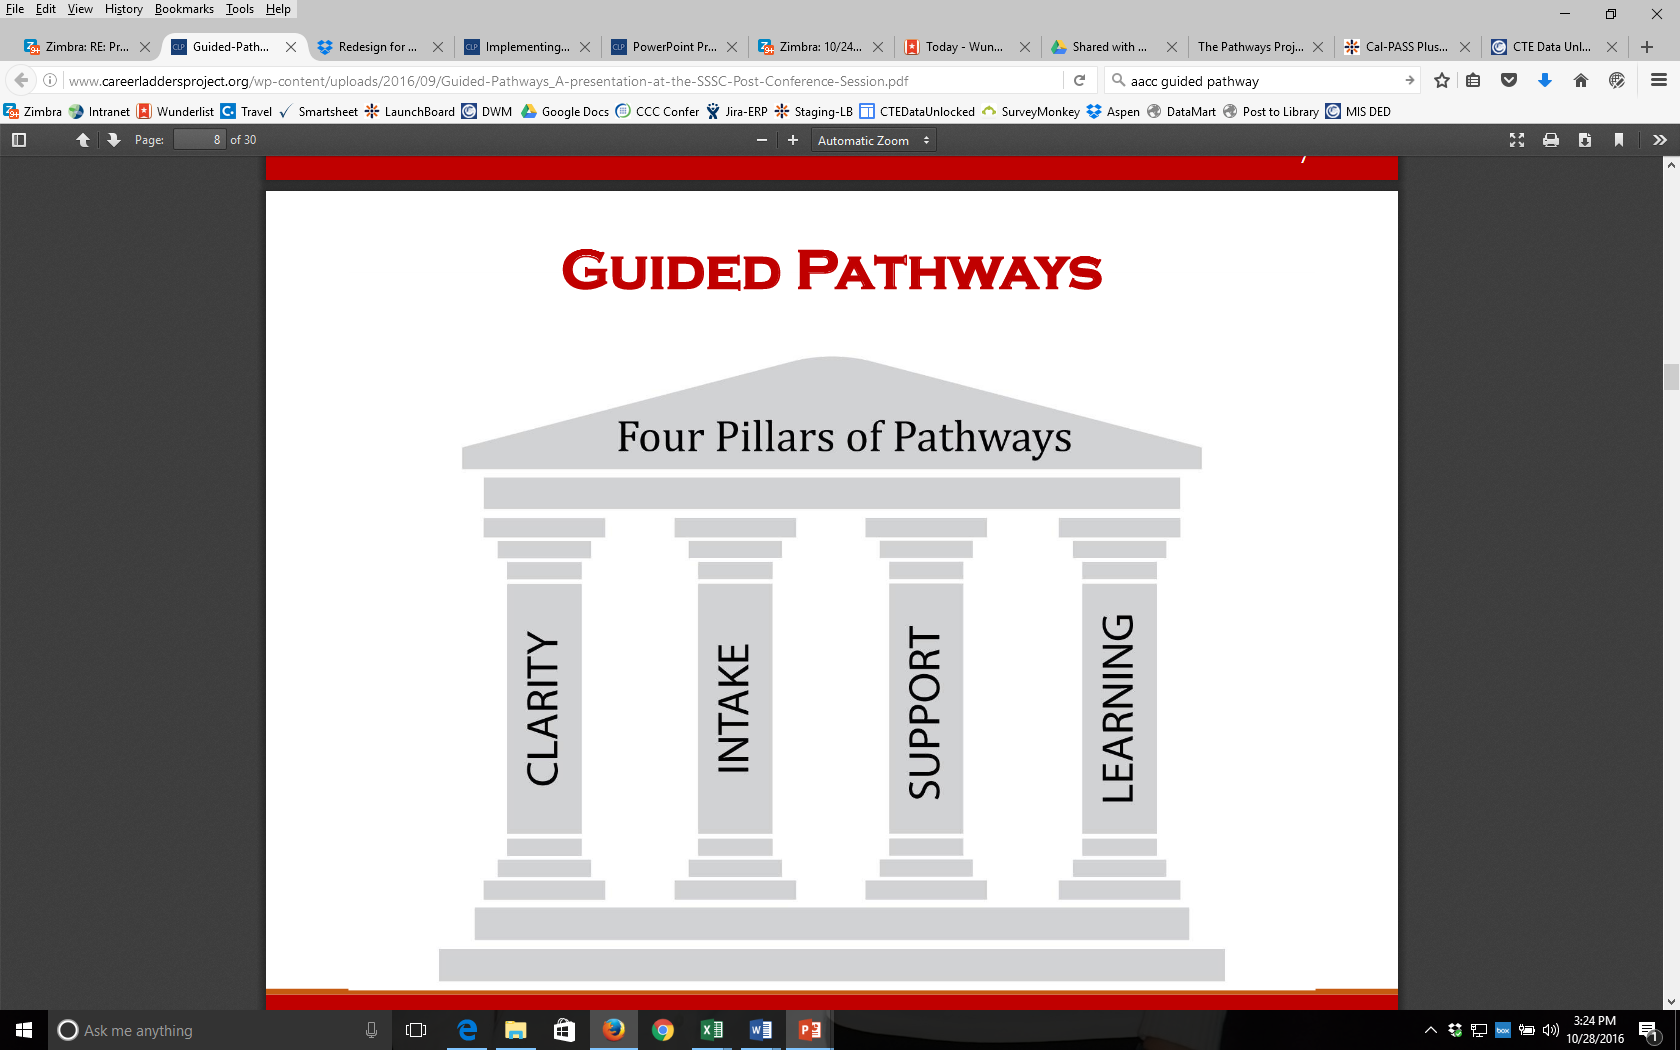 File Edit View History Bookmarks Tools Help
Zimbra: RE: Pr... Guided-Path... Redesign for ... Implementing... PowerPoint Pr... Zimbra: 10/24... Today - Wun... Shared with ... The Pathways Proj... Cal-PASS Plus... CTE Data Unl...
www.careerladdersproject.org/wp-content/uploads/2016/09/Guided-Pathways_A-presentation-at-the-SSSC-Post-Conference-Session.pdf aacc guided pathway
Zimbra Intranet Wunderlist Travel Smartsheet LaunchBoard DWM Google Docs CCC Confer Jira-ERP Staging-LB CTEDataUnlocked SurveyMonkey Aspen DataMart Post to Library MIS DED
Page: 8 of 30 Automatic Zoom
GUIDED PATHWAYS
Four Pillars of Pathways
CLARITY
INTAKE
SUPPORT
LEARNING
Ask me anything
3:24 PM
10/28/2016